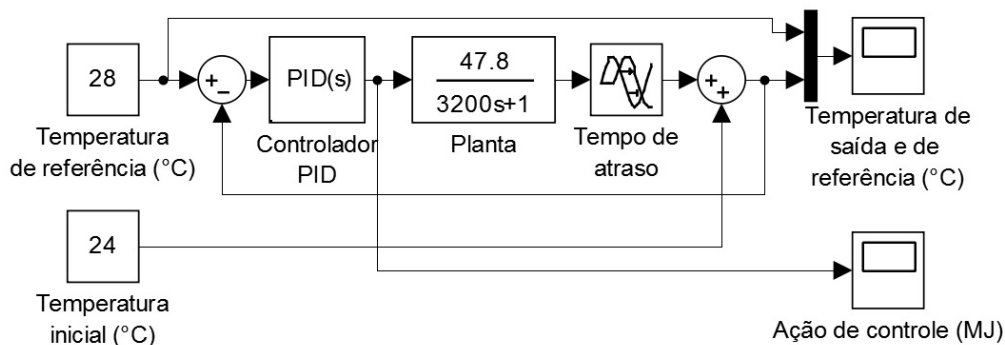 28
Temperatura
de referência (°C)
+
−
PID(s)
Controlador
PID
47.8
3200s+1
Planta
Tempo de
atraso
+
+
Temperatura de
saída e de
referência (°C)
24
Temperatura
inicial (°C)
Ação de controle (MJ)